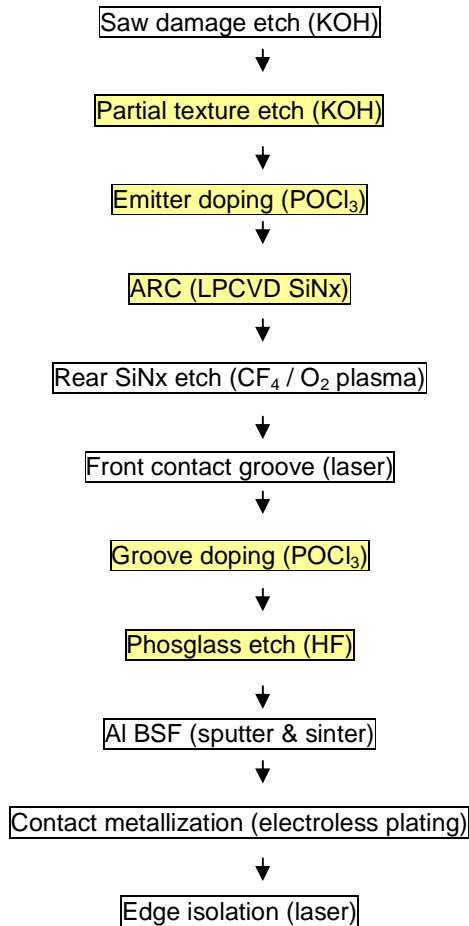 Saw damage etch (KOH)
Partial texture etch (KOH)
Emitter doping (POCl₃)
ARC (LPCVD SiNx)
Rear SiNx etch (CF₄ / O₂ plasma)
Front contact groove (laser)
Groove doping (POCl₃)
Phosglass etch (HF)
Al BSF (sputter & sinter)
Contact metallization (electroless plating)
Edge isolation (laser)